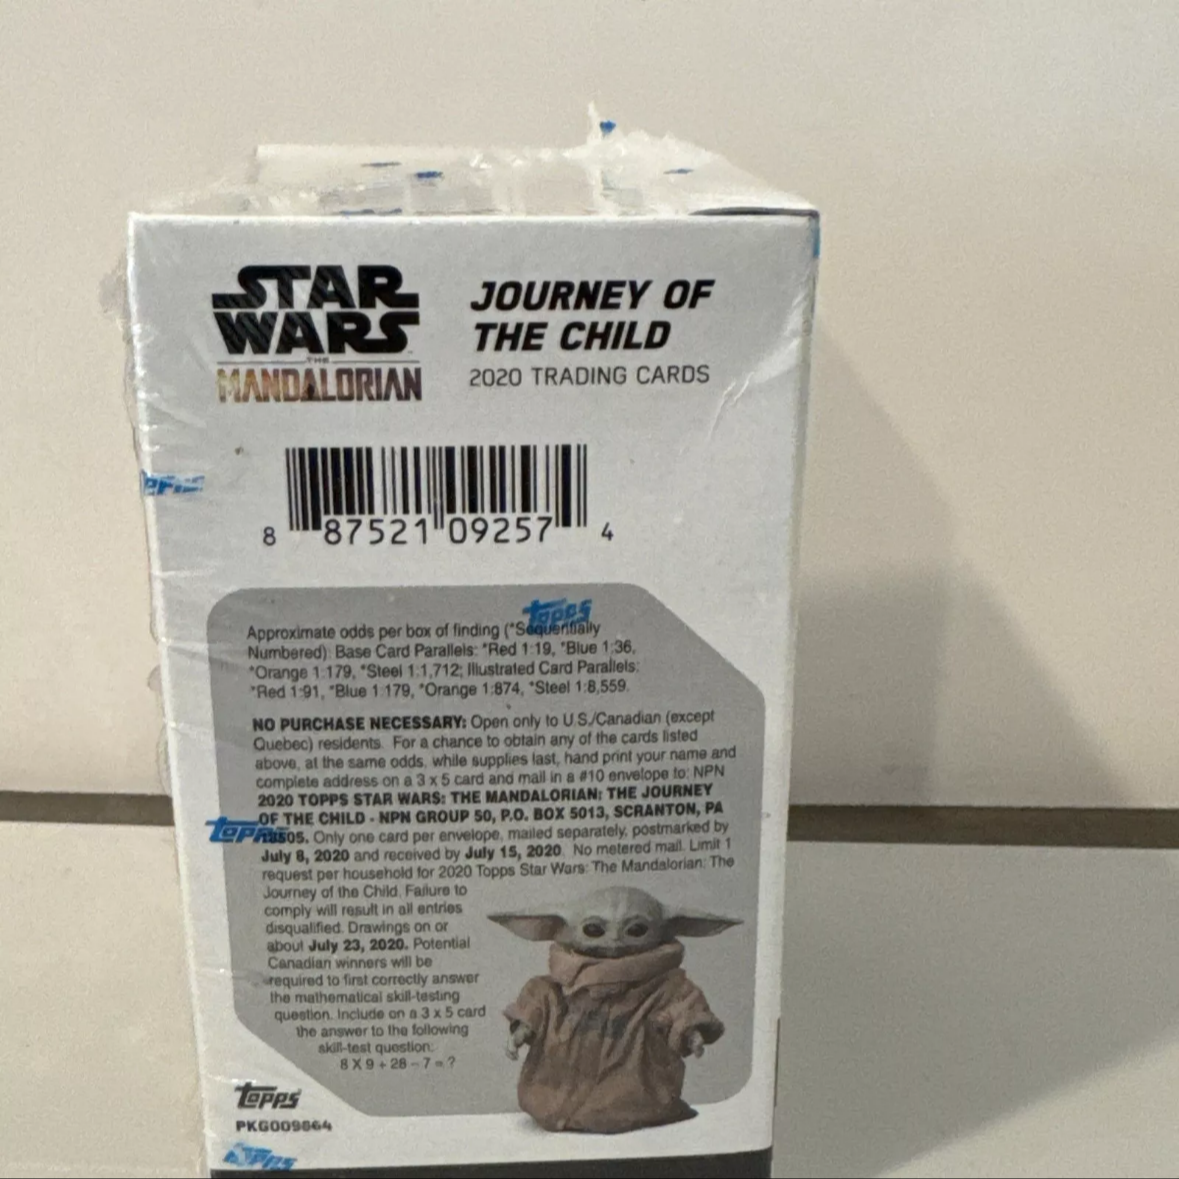 STAR
WARS
THE
MANDALORIAN
JOURNEY OF
THE CHILD
2020 TRADING CARDS
8 87521 09257 4
Topps
Approximate odds per box of finding (*Sequentially
Numbered): Base Card Parallels: *Red 1:19, *Blue 1:36,
*Orange 1:179, *Steel 1:1,712; Illustrated Card Parallels:
*Red 1:91, *Blue 1:179, *Orange 1:874, *Steel 1:8,559.
NO PURCHASE NECESSARY: Open only to U.S./Canadian (except
Quebec) residents. For a chance to obtain any of the cards listed
above, at the same odds, while supplies last, hand print your name and
complete address on a 3 x 5 card and mail in a #10 envelope to: NPN
2020 TOPPS STAR WARS: THE MANDALORIAN: THE JOURNEY
OF THE CHILD - NPN GROUP 50, P.O. BOX 5013, SCRANTON, PA
Topps
18505. Only one card per envelope, mailed separately, postmarked by
July 8, 2020 and received by July 15, 2020. No metered mail. Limit 1
request per household for 2020 Topps Star Wars: The Mandalorian: The
Journey of the Child. Failure to
comply will result in all entries
disqualified. Drawings on or
about July 23, 2020. Potential
Canadian winners will be
required to first correctly answer
the mathematical skill-testing
question. Include on a 3 x 5 card
the answer to the following
skill-test question:
8 X 9 + 28 - 7 = ?
Topps
PKG009864
Topps